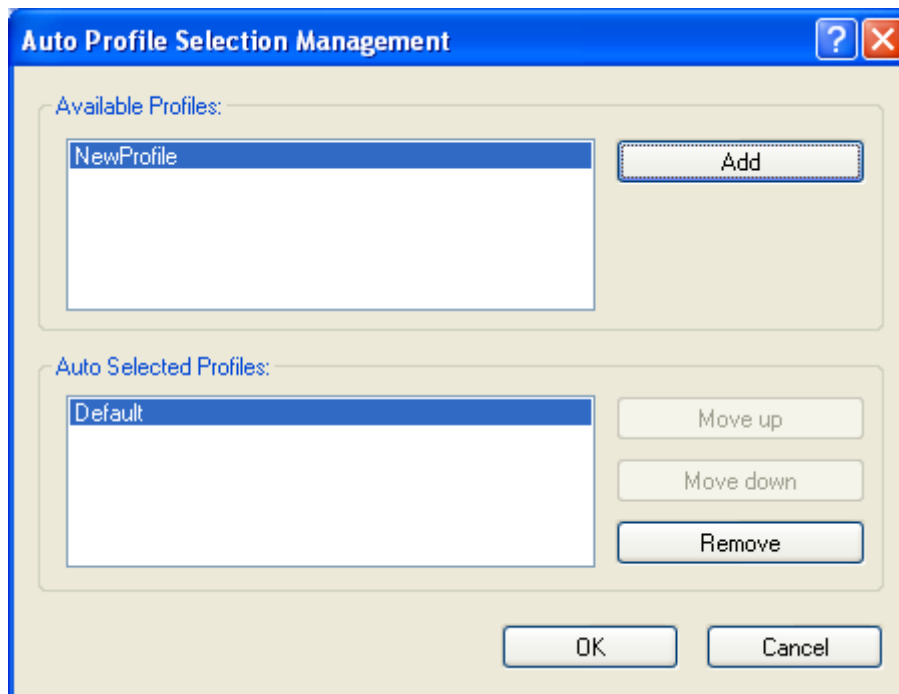 Auto Profile Selection Management
Available Profiles:
NewProfile
Add
Auto Selected Profiles:
Default
Move up
Move down
Remove
OK
Cancel